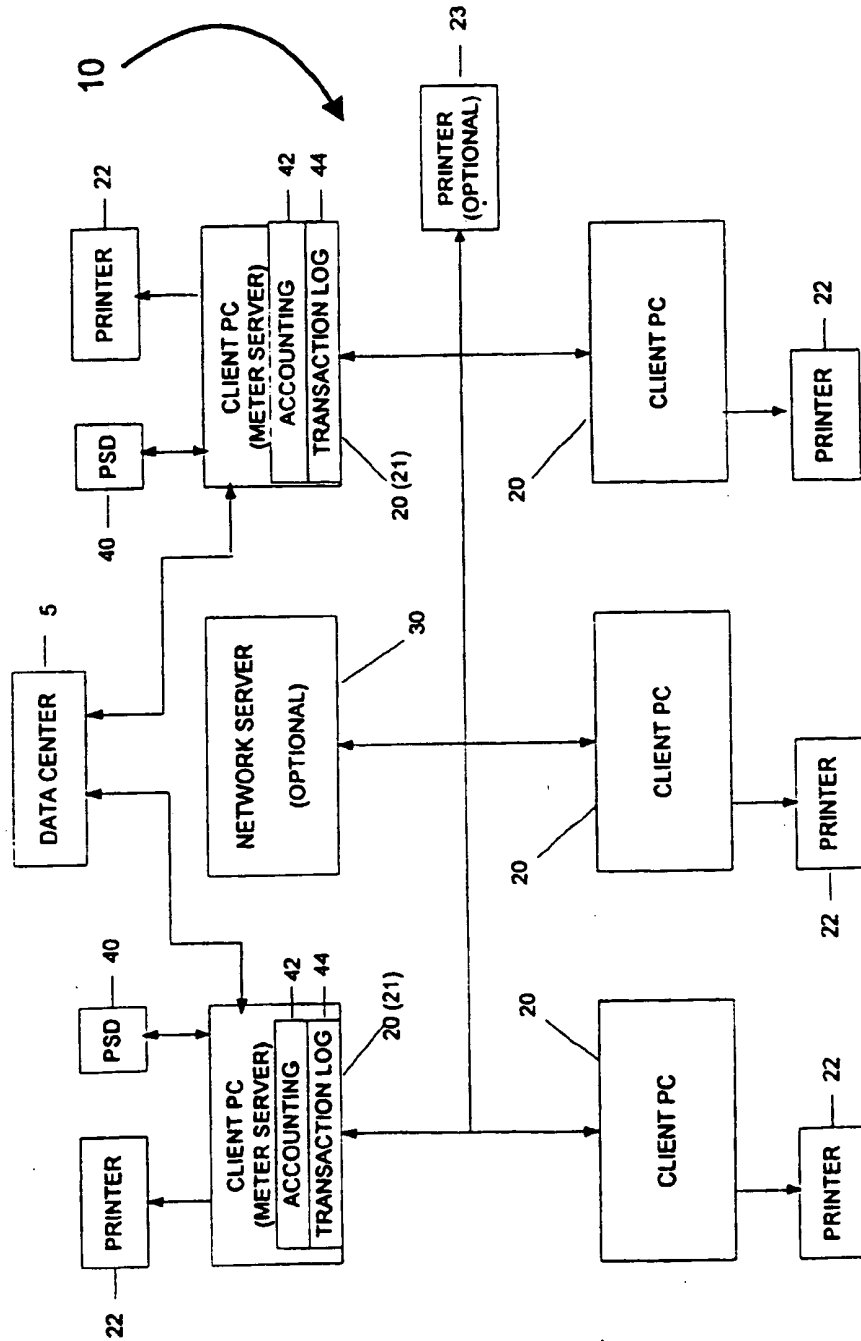 10
DATA CENTER
5
PRINTER
22
PSD
40
CLIENT PC
(METER SERVER)
ACCOUNTING
42
TRANSACTION LOG
44
20 (21)
NETWORK SERVER
(OPTIONAL)
30
40
PSD
PRINTER
22
CLIENT PC
(METER SERVER)
ACCOUNTING
42
TRANSACTION LOG
44
20 (21)
PRINTER
(OPTIONAL)
23
20
CLIENT PC
PRINTER
22
20
CLIENT PC
PRINTER
22
20
CLIENT PC
PRINTER
22